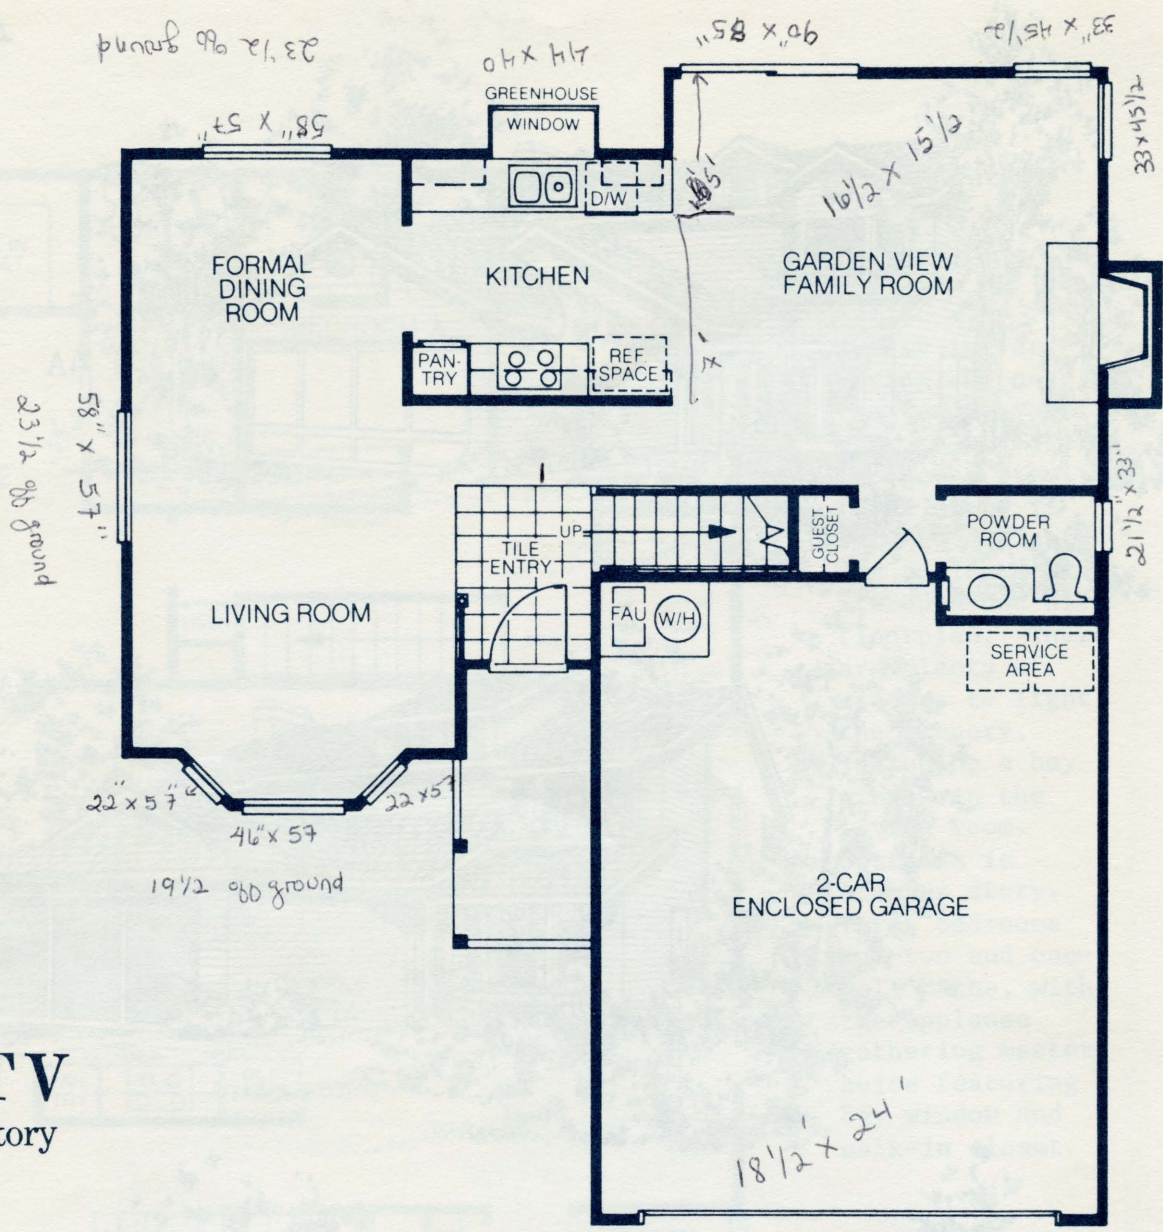 23 1/2 off ground
58" x 57"
44 x 40
90" x 85"
33" x 45 1/2
33 x 45 1/2
GREENHOUSE
WINDOW
D/W
16 1/2 x 15 1/2
FORMAL
DINING
ROOM
KITCHEN
GARDEN VIEW
FAMILY ROOM
PAN-
TRY
REF.
SPACE
7'
58" x 57"
23 1/2 off ground
21 1/2" x 33"
UP
TILE
ENTRY
GUEST
CLOSET
POWDER
ROOM
LIVING ROOM
FAU
W/H
SERVICE
AREA
22" x 57"
46" x 57
22 x 57
19 1/2 off ground
2-CAR
ENCLOSED GARAGE
18 1/2' x 24'
TV
tory